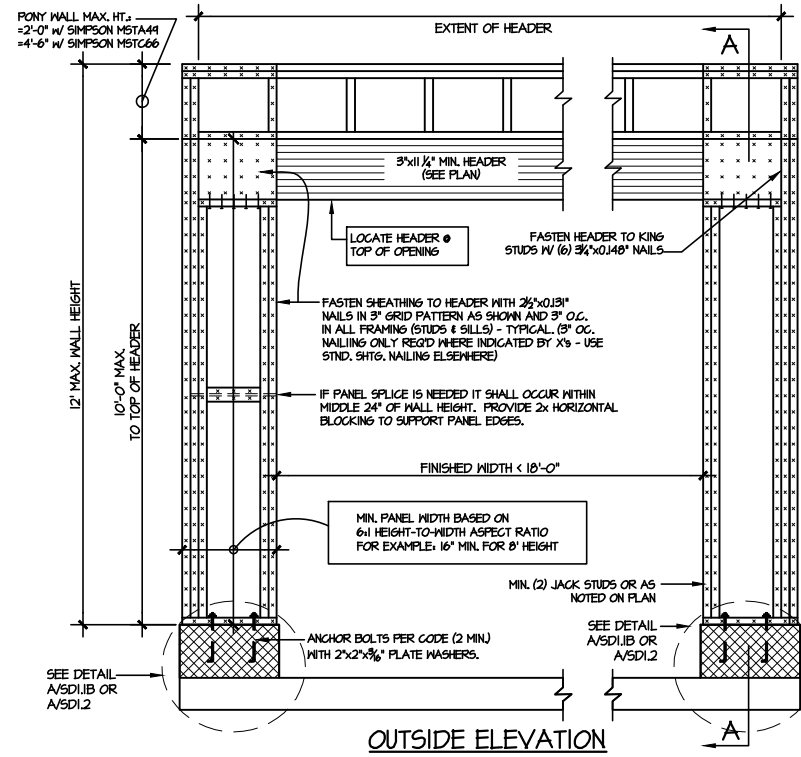 PONY WALL MAX. HT.:
=2'-0" W/ SIMPSON MSTA49
=4'-6" W/ SIMPSON MSTC66
EXTENT OF HEADER
A
3"x11 1/4" MIN. HEADER
(SEE PLAN)
LOCATE HEADER @
TOP OF OPENING
FASTEN HEADER TO KING
STUDS W/ (6) 3 1/4"x0.148" NAILS
12' MAX. WALL HEIGHT
10'-0" MAX.
TO TOP OF HEADER
FASTEN SHEATHING TO HEADER WITH 2 1/2"x0.131"
NAILS IN 3" GRID PATTERN AS SHOWN AND 3" O.C.
IN ALL FRAMING (STUDS & SILLS) - TYPICAL. (3" OC.
NAILIING ONLY REQ'D WHERE INDICATED BY X's - USE
STND. SHTG. NAILING ELSEWHERE)
IF PANEL SPLICE IS NEEDED IT SHALL OCCUR WITHIN
MIDDLE 24" OF WALL HEIGHT. PROVIDE 2x HORIZONTAL
BLOCKING TO SUPPORT PANEL EDGES.
FINISHED WIDTH < 18'-0"
MIN. PANEL WIDTH BASED ON
6:1 HEIGHT-TO-WIDTH ASPECT RATIO
FOR EXAMPLE: 16" MIN. FOR 8' HEIGHT
MIN. (2) JACK STUDS OR AS
NOTED ON PLAN
SEE DETAIL
A/SD1.1B OR
A/SD1.2
ANCHOR BOLTS PER CODE (2 MIN.)
WITH 2"x2"x3/16" PLATE WASHERS.
SEE DETAIL
A/SD1.1B OR
A/SD1.2
A
OUTSIDE ELEVATION